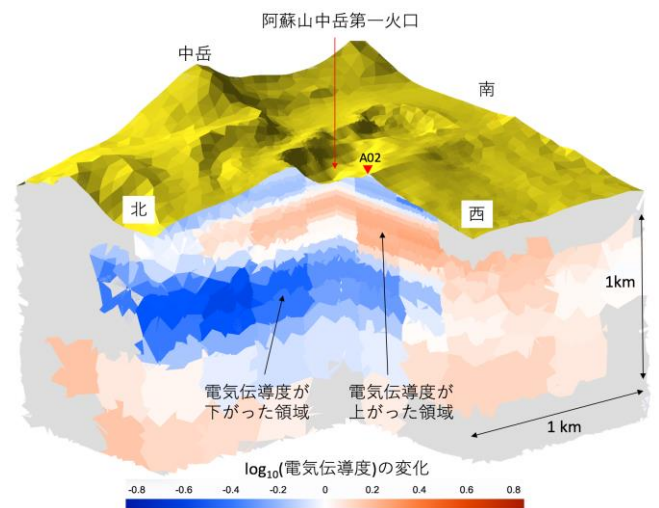 阿蘇山中岳第一火口
中岳
南
A02
北
西
1km
電気伝導度が
下がった領域
電気伝導度が
上がった領域
1 km
log₁₀(電気伝導度)の変化
-0.8 -0.6 -0.4 -0.2 0 0.2 0.4 0.6 0.8